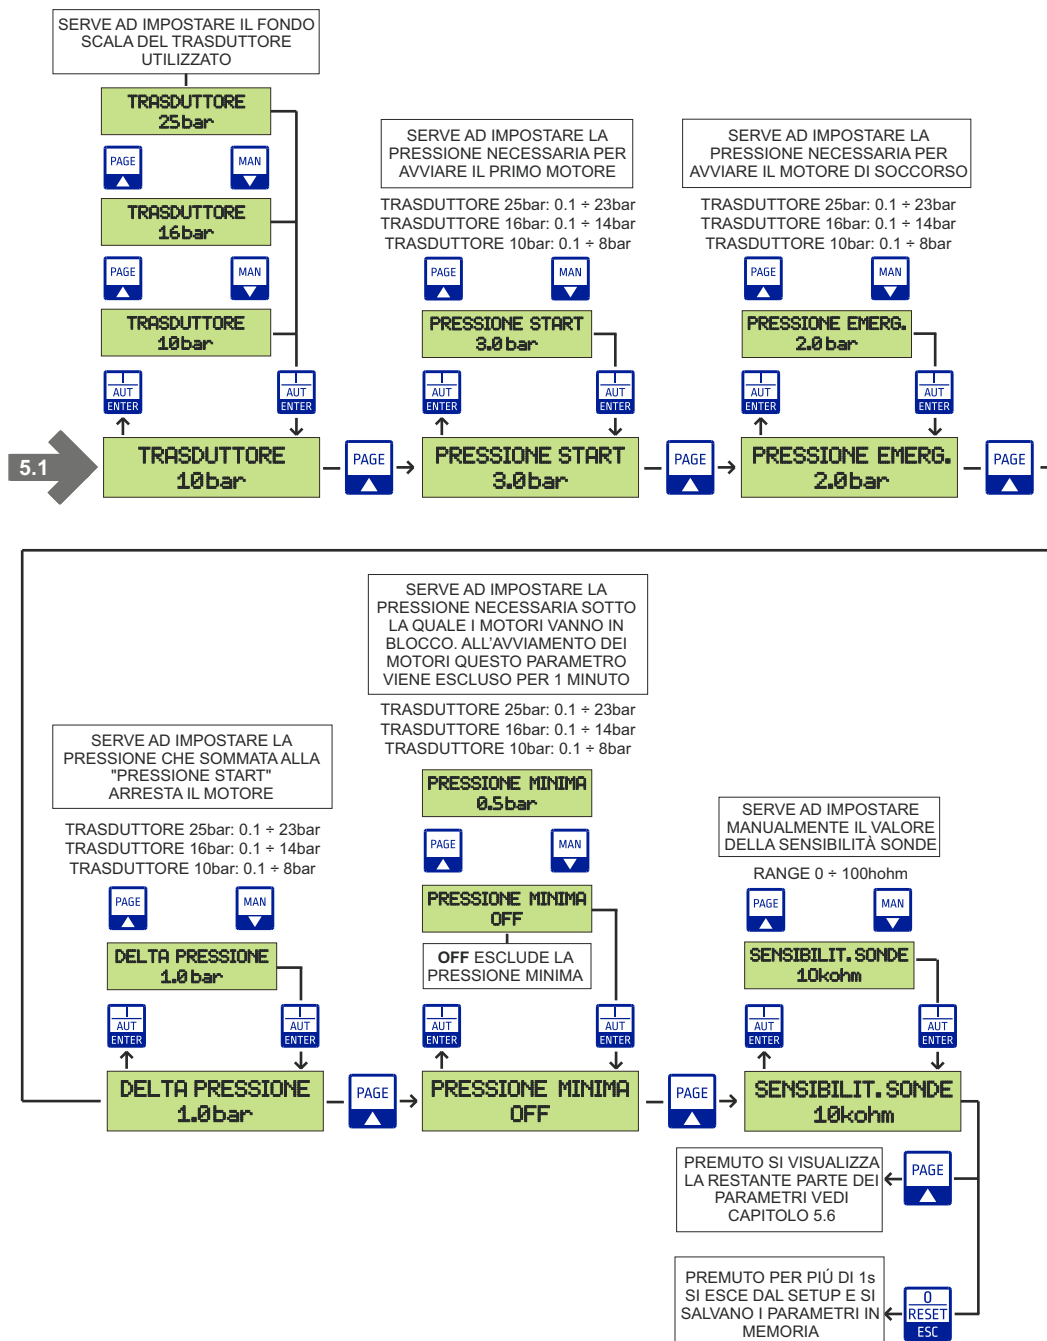 SERVE AD IMPOSTARE IL FONDO
SCALA DEL TRASDUTTORE
UTILIZZATO
TRASDUTTORE
25bar
PAGE
MAN
TRASDUTTORE
16bar
PAGE
MAN
TRASDUTTORE
10bar
I
AUT
ENTER
I
AUT
ENTER
SERVE AD IMPOSTARE LA
PRESSIONE NECESSARIA PER
AVVIARE IL PRIMO MOTORE
TRASDUTTORE 25bar: 0.1 ÷ 23bar
TRASDUTTORE 16bar: 0.1 ÷ 14bar
TRASDUTTORE 10bar: 0.1 ÷ 8bar
PAGE
MAN
PRESSIONE START
3.0 bar
I
AUT
ENTER
I
AUT
ENTER
SERVE AD IMPOSTARE LA
PRESSIONE NECESSARIA PER
AVVIARE IL MOTORE DI SOCCORSO
TRASDUTTORE 25bar: 0.1 ÷ 23bar
TRASDUTTORE 16bar: 0.1 ÷ 14bar
TRASDUTTORE 10bar: 0.1 ÷ 8bar
PAGE
MAN
PRESSIONE EMERG.
2.0 bar
I
AUT
ENTER
I
AUT
ENTER
5.1
TRASDUTTORE
10bar
PAGE
PRESSIONE START
3.0bar
PAGE
PRESSIONE EMERG.
2.0bar
PAGE
SERVE AD IMPOSTARE LA
PRESSIONE CHE SOMMATA ALLA
"PRESSIONE START"
ARRESTA IL MOTORE
TRASDUTTORE 25bar: 0.1 ÷ 23bar
TRASDUTTORE 16bar: 0.1 ÷ 14bar
TRASDUTTORE 10bar: 0.1 ÷ 8bar
PAGE
MAN
DELTA PRESSIONE
1.0 bar
I
AUT
ENTER
I
AUT
ENTER
SERVE AD IMPOSTARE LA
PRESSIONE NECESSARIA SOTTO
LA QUALE I MOTORI VANNO IN
BLOCCO. ALL'AVVIAMENTO DEI
MOTORI QUESTO PARAMETRO
VIENE ESCLUSO PER 1 MINUTO
TRASDUTTORE 25bar: 0.1 ÷ 23bar
TRASDUTTORE 16bar: 0.1 ÷ 14bar
TRASDUTTORE 10bar: 0.1 ÷ 8bar
PRESSIONE MINIMA
0.5bar
PAGE
MAN
PRESSIONE MINIMA
OFF
OFF ESCLUDE LA
PRESSIONE MINIMA
I
AUT
ENTER
I
AUT
ENTER
SERVE AD IMPOSTARE
MANUALMENTE IL VALORE
DELLA SENSIBILITÀ SONDE
RANGE 0 ÷ 100hohm
PAGE
MAN
SENSIBILIT. SONDE
10kohm
I
AUT
ENTER
I
AUT
ENTER
DELTA PRESSIONE
1.0bar
PAGE
PRESSIONE MINIMA
OFF
PAGE
SENSIBILIT. SONDE
10kohm
PREMUTO SI VISUALIZZA
LA RESTANTE PARTE DEI
PARAMETRI VEDI
CAPITOLO 5.6
PAGE
PREMUTO PER PIÚ DI 1s
SI ESCE DAL SETUP E SI
SALVANO I PARAMETRI IN
MEMORIA
0
RESET
ESC